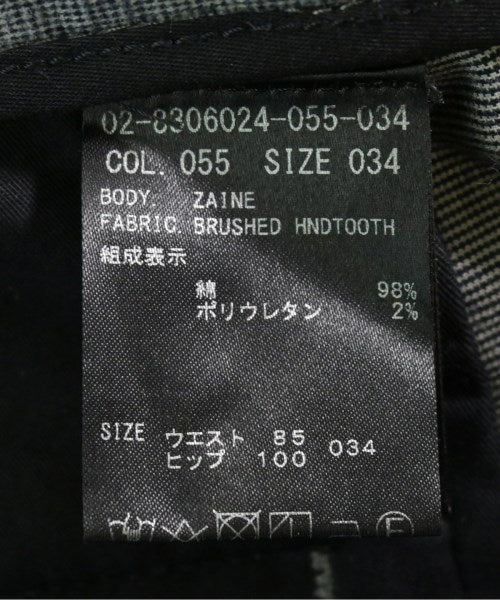 02-8306024-055-034
COL. 055 SIZE 034
BODY. ZAINE
FABRIC BRUSHED HNDTOOTH
組成表示
綿 98%
ポリウレタン 2%
SIZE ウエスト 85 034
ヒップ 100